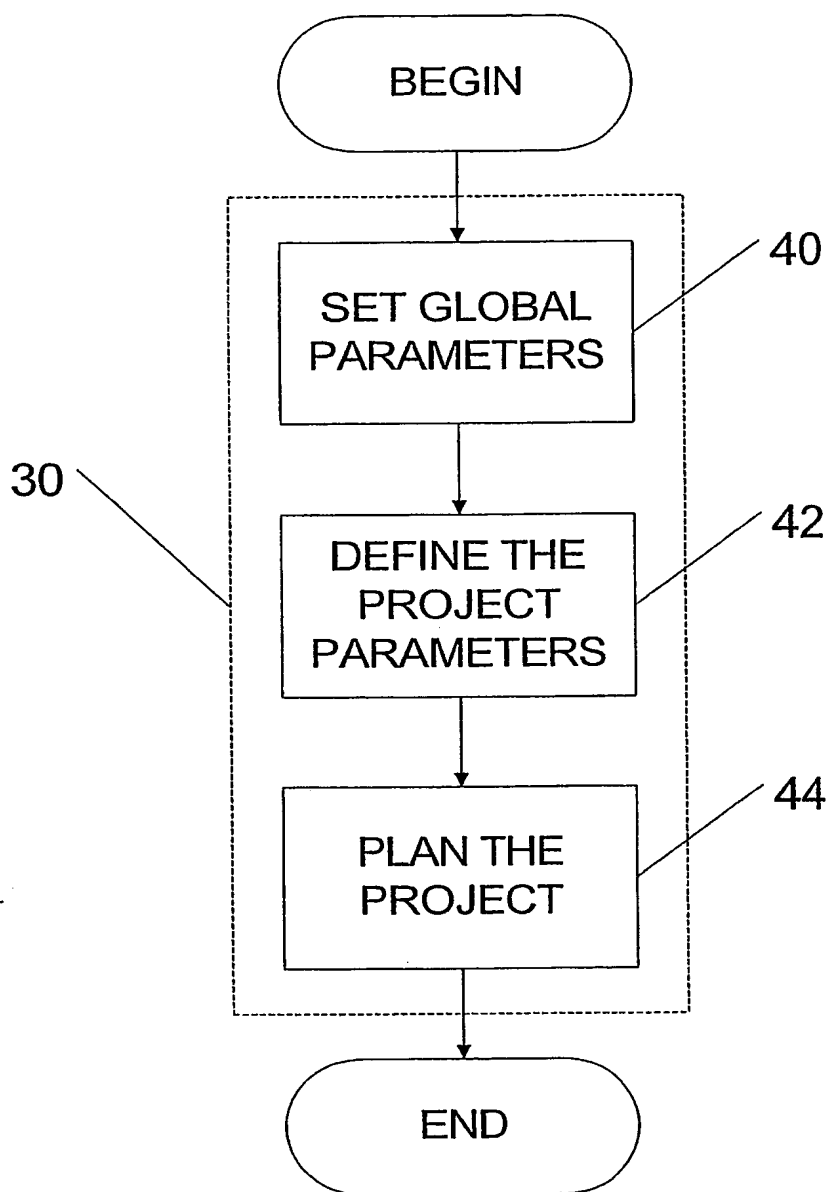 BEGIN
40
SET GLOBAL
PARAMETERS
30
42
DEFINE THE
PROJECT
PARAMETERS
44
PLAN THE
PROJECT
END